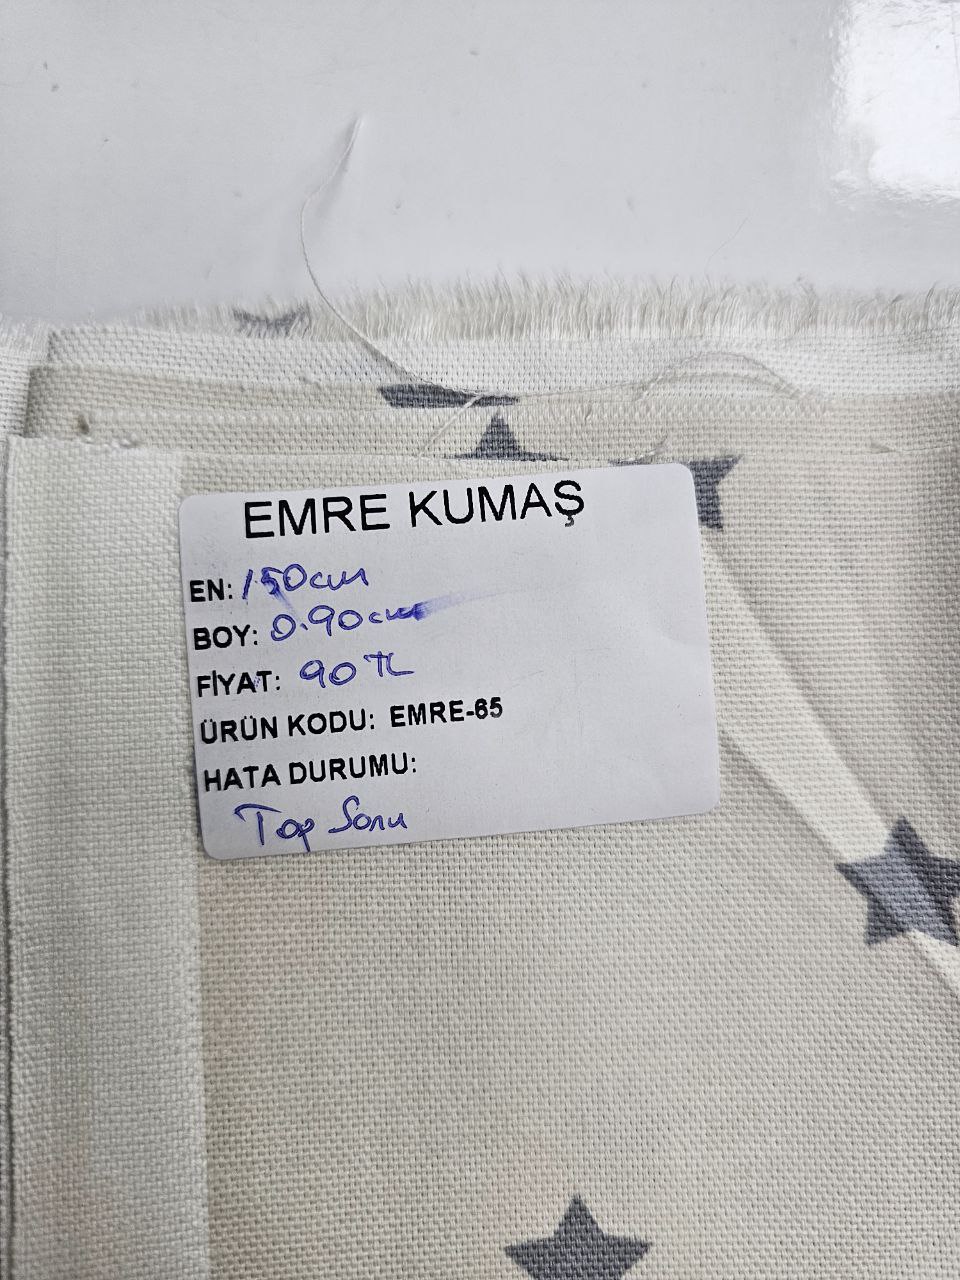 EMRE KUMAŞ
EN: 150cm
BOY: 0.90cm
FİYAT: 90 TL
ÜRÜN KODU: EMRE-65
HATA DURUMU:
Top Sonu